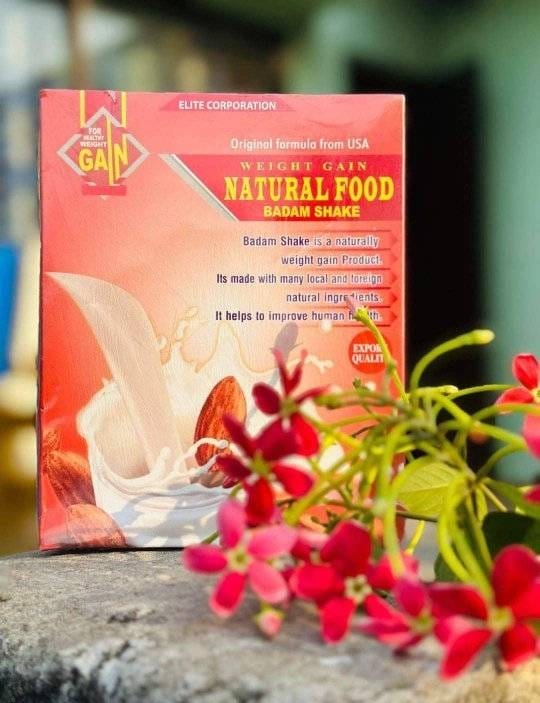 ELITE CORPORATION
FOR
HEALTHY
WEIGHT
GAIN
Original formula from USA
WEIGHT GAIN
NATURAL FOOD
BADAM SHAKE
Badam Shake is a naturally
weight gain Product.
Its made with many local and foreign
natural ingredients.
It helps to improve human health.
EXPORT
QUALITY